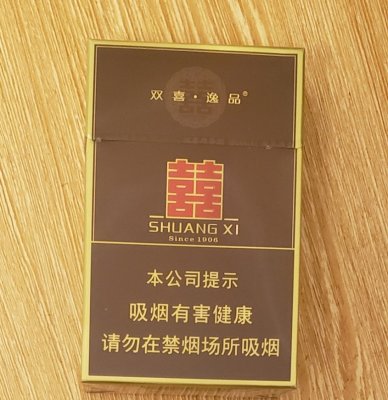 双喜·逸品®
囍
SHUANG XI
Since 1906
本公司提示
吸烟有害健康
请勿在禁烟场所吸烟